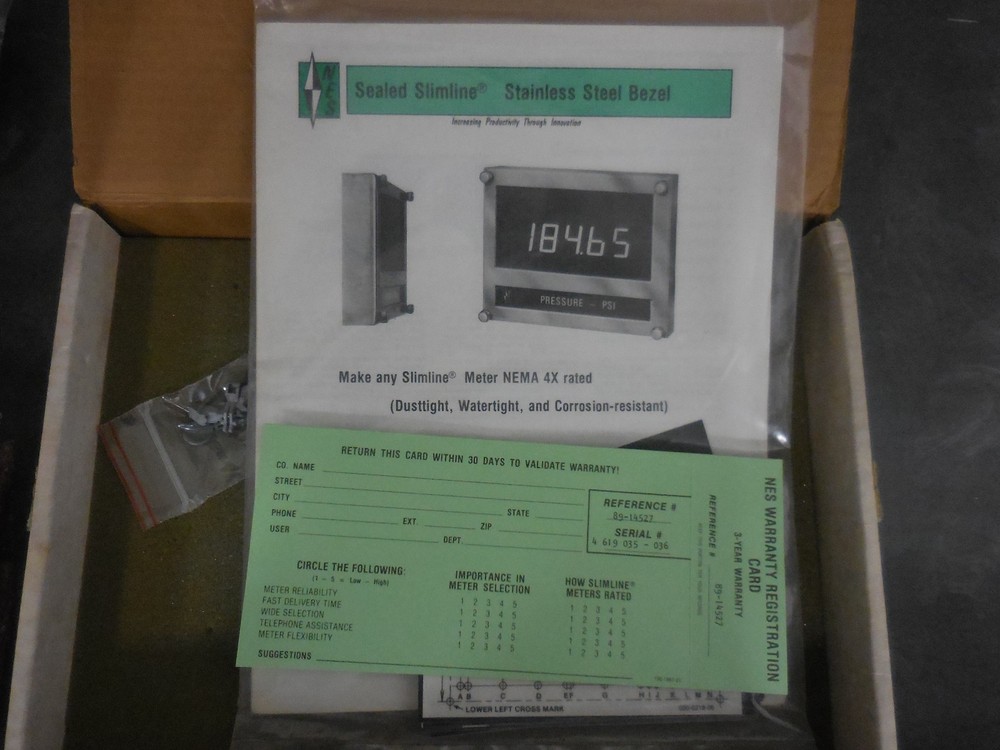 NES
Sealed Slimline® Stainless Steel Bezel
Increasing Productivity Through Innovation
184.65
PRESSURE - PSI
Make any Slimline® Meter NEMA 4X rated
(Dusttight, Watertight, and Corrosion-resistant)
RETURN THIS CARD WITHIN 30 DAYS TO VALIDATE WARRANTY!
CO. NAME
STREET
CITY STATE
PHONE EXT. ZIP
USER DEPT
REFERENCE #
89-14527
SERIAL #
4 619 035 - 036
CIRCLE THE FOLLOWING:
(1 - 5 = Low - High)
IMPORTANCE IN
METER SELECTION
HOW SLIMLINE®
METERS RATED
METER RELIABILITY 1 2 3 4 5 1 2 3 4 5
FAST DELIVERY TIME 1 2 3 4 5 1 2 3 4 5
WIDE SELECTION 1 2 3 4 5 1 2 3 4 5
TELEPHONE ASSISTANCE 1 2 3 4 5 1 2 3 4 5
METER FLEXIBILITY 1 2 3 4 5 1 2 3 4 5
SUGGESTIONS
NES WARRANTY REGISTRATION
CARD
3-YEAR WARRANTY
REFERENCE # 89-14527
A B C D E F G H I J K L M N L
LOWER LEFT CROSS MARK